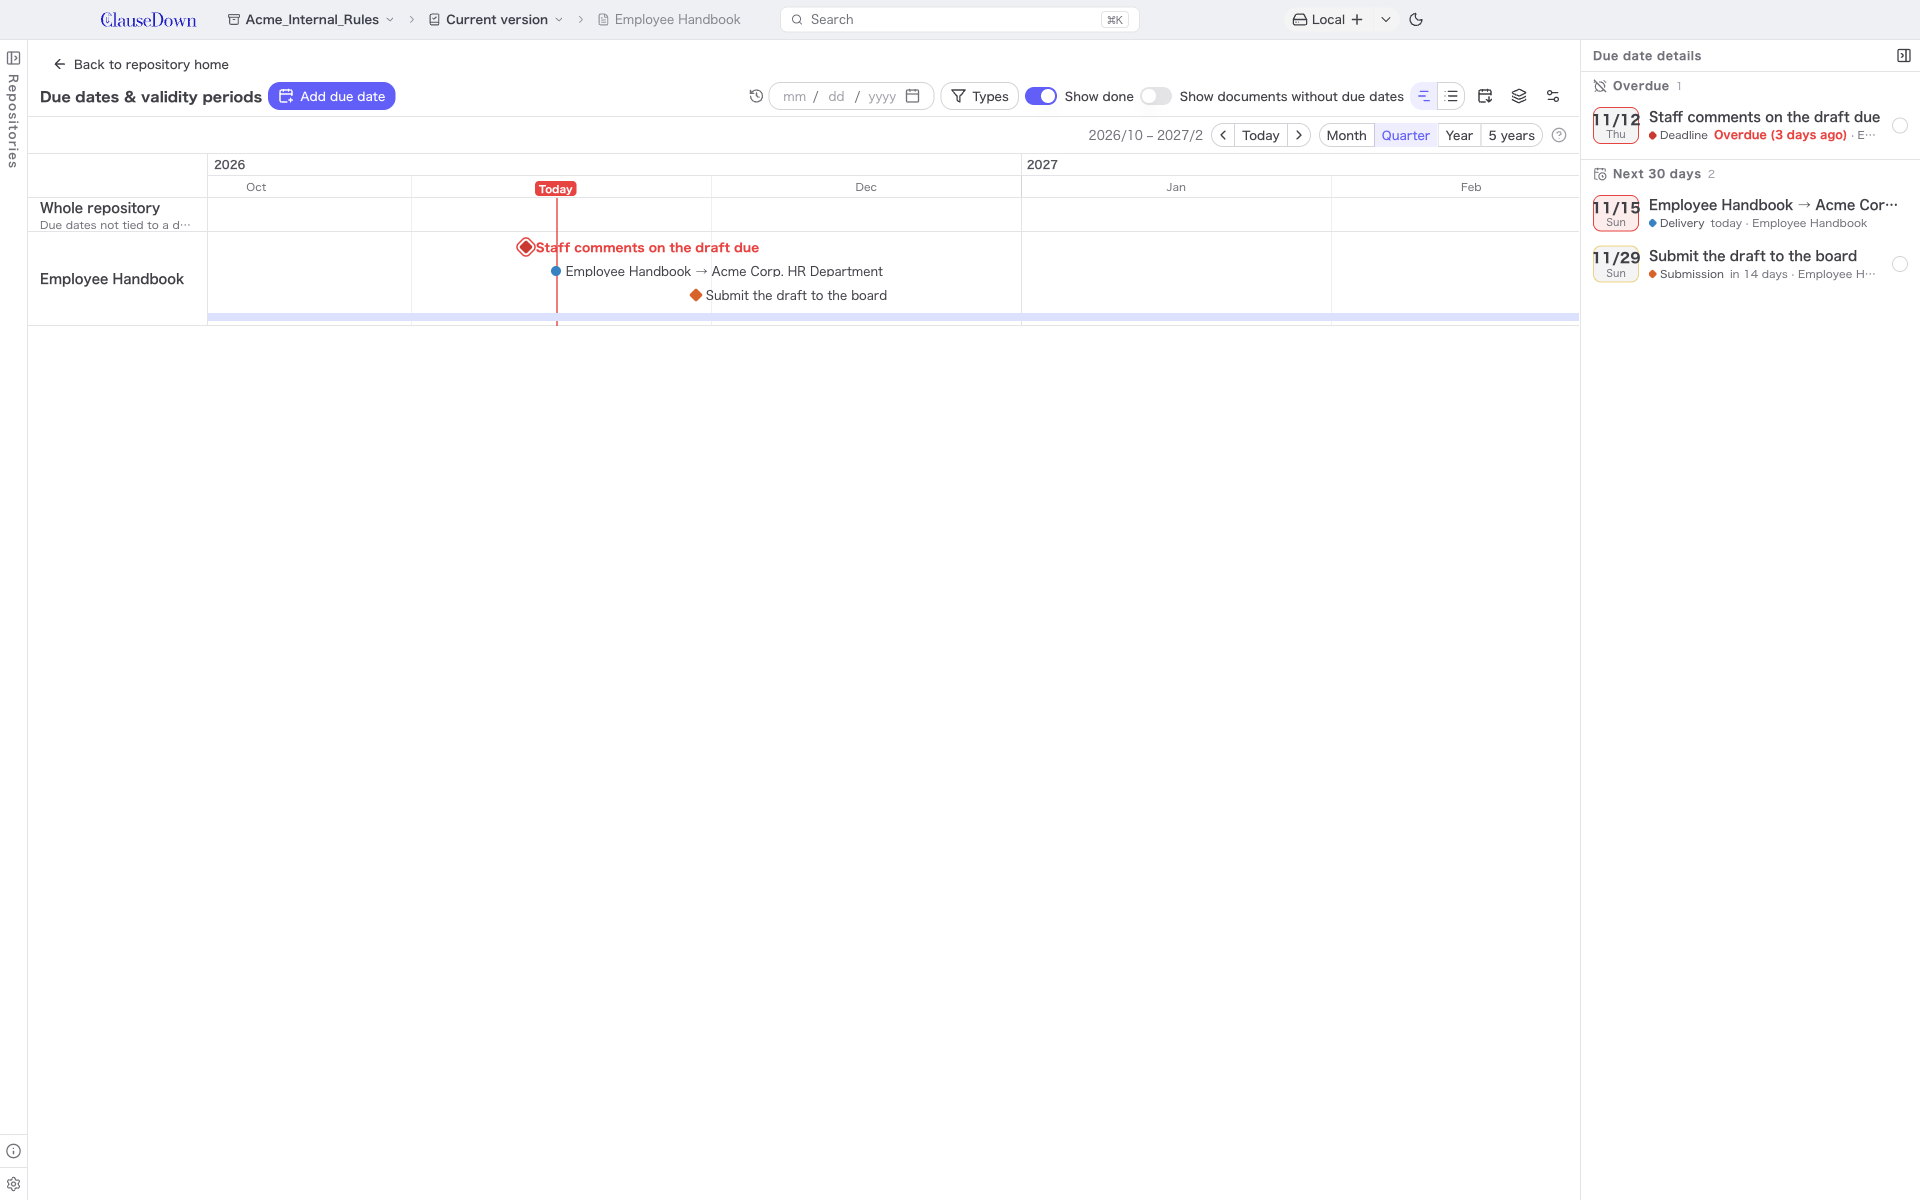 ClauseDown
Acme_Internal_Rules
Current version
Employee Handbook
Search
⌘K
Local
Repositories
Back to repository home
Due dates & validity periods
Add due date
mm / dd / yyyy
Types
Show done
Show documents without due dates
2026/10 – 2027/2
Today
Month
Quarter
Year
5 years
2026
2027
Oct
Today
Dec
Jan
Feb
Whole repository
Due dates not tied to a d…
Employee Handbook
Staff comments on the draft due
Employee Handbook → Acme Corp. HR Department
Submit the draft to the board
Due date details
Overdue 1
11/12
Thu
Staff comments on the draft due
Deadline Overdue (3 days ago) · E…
Next 30 days 2
11/15
Sun
Employee Handbook → Acme Cor…
Delivery today · Employee Handbook
11/29
Sun
Submit the draft to the board
Submission in 14 days · Employee H…